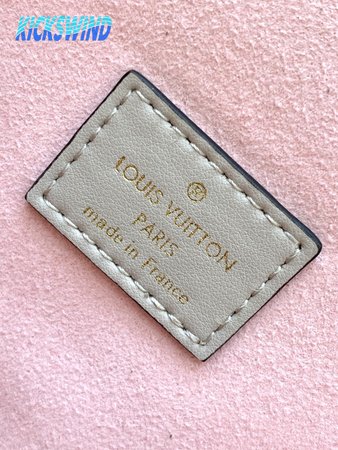 KICKSWIND
®
LOUIS VUITTON
PARIS
made in France